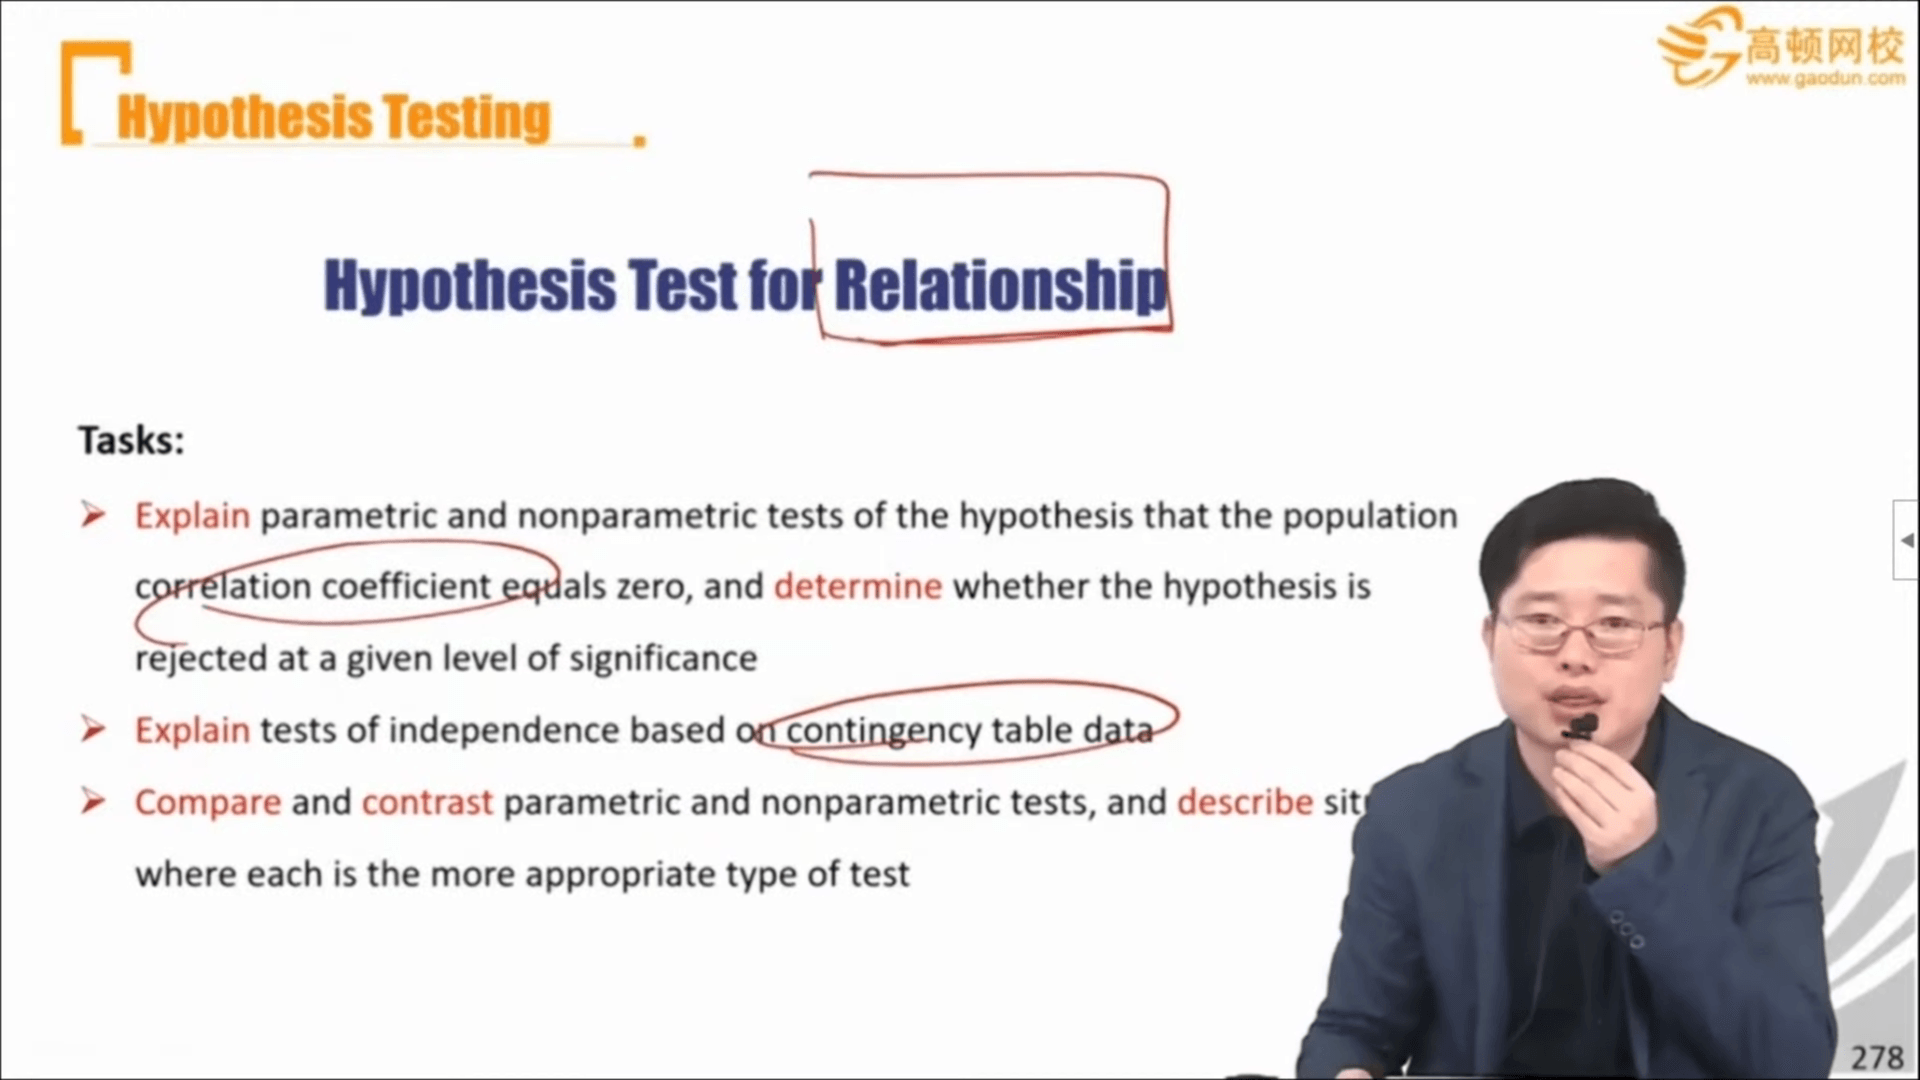 高顿网校
www.gaodun.com
Hypothesis Testing
Hypothesis Test for Relationship
Tasks:
Explain parametric and nonparametric tests of the hypothesis that the population
correlation coefficient equals zero, and determine whether the hypothesis is
rejected at a given level of significance
Explain tests of independence based on contingency table data
Compare and contrast parametric and nonparametric tests, and describe
where each is the more appropriate type of test
278